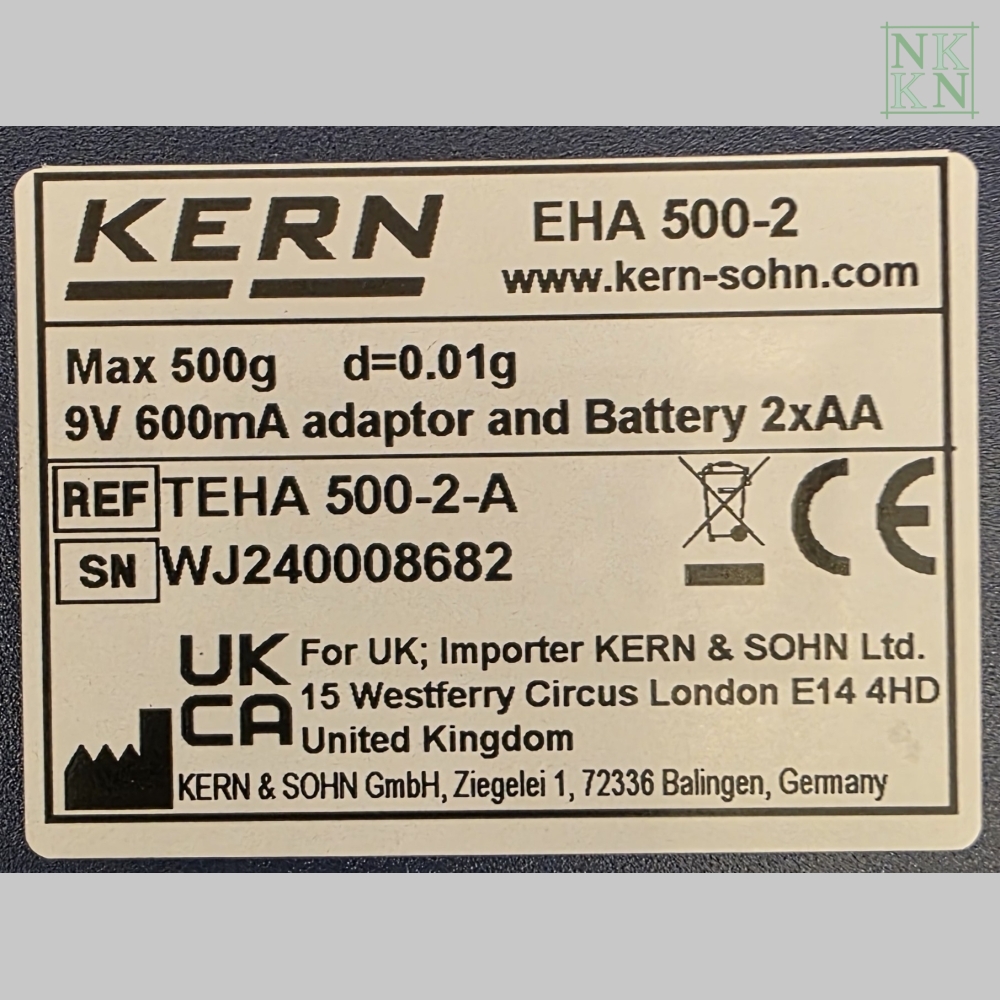 NK
KN
KERN
EHA 500-2
www.kern-sohn.com
Max 500g d=0.01g
9V 600mA adaptor and Battery 2xAA
REF TEHA 500-2-A
SN WJ240008682
CE
UK
CA
For UK; Importer KERN & SOHN Ltd.
15 Westferry Circus London E14 4HD
United Kingdom
KERN & SOHN GmbH, Ziegelei 1, 72336 Balingen, Germany